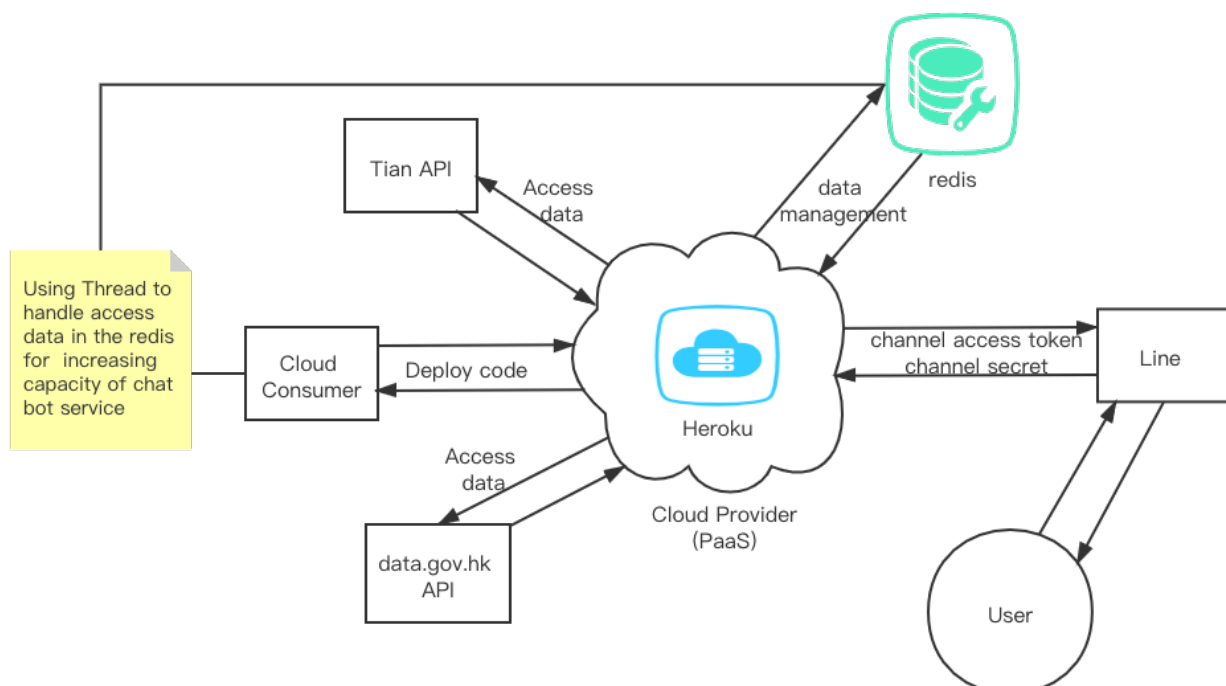 redis
Tian API
Access
data
data
management
Using Thread to
handle access
data in the redis
for increasing
capacity of chat
bot service
Cloud
Consumer
Deploy code
channel access token
channel secret
Line
Heroku
Access
data
Cloud Provider
(PaaS)
data.gov.hk
API
User